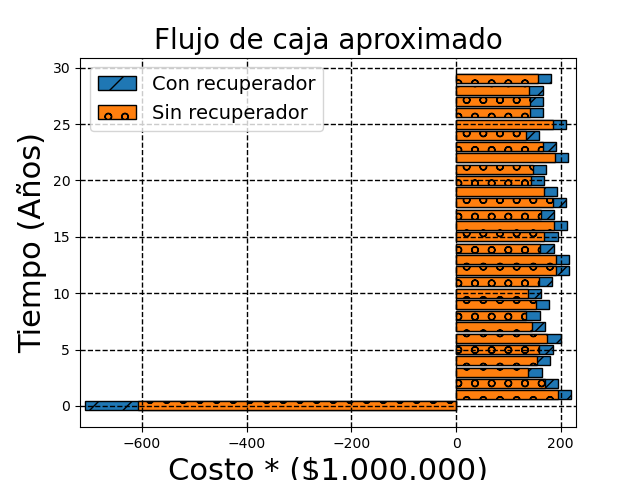 Flujo de caja aproximado
Con recuperador
Sin recuperador
Tiempo (Años)
30
25
20
15
10
5
0
−600 −400 −200 0 200
Costo * ($1.000.000)